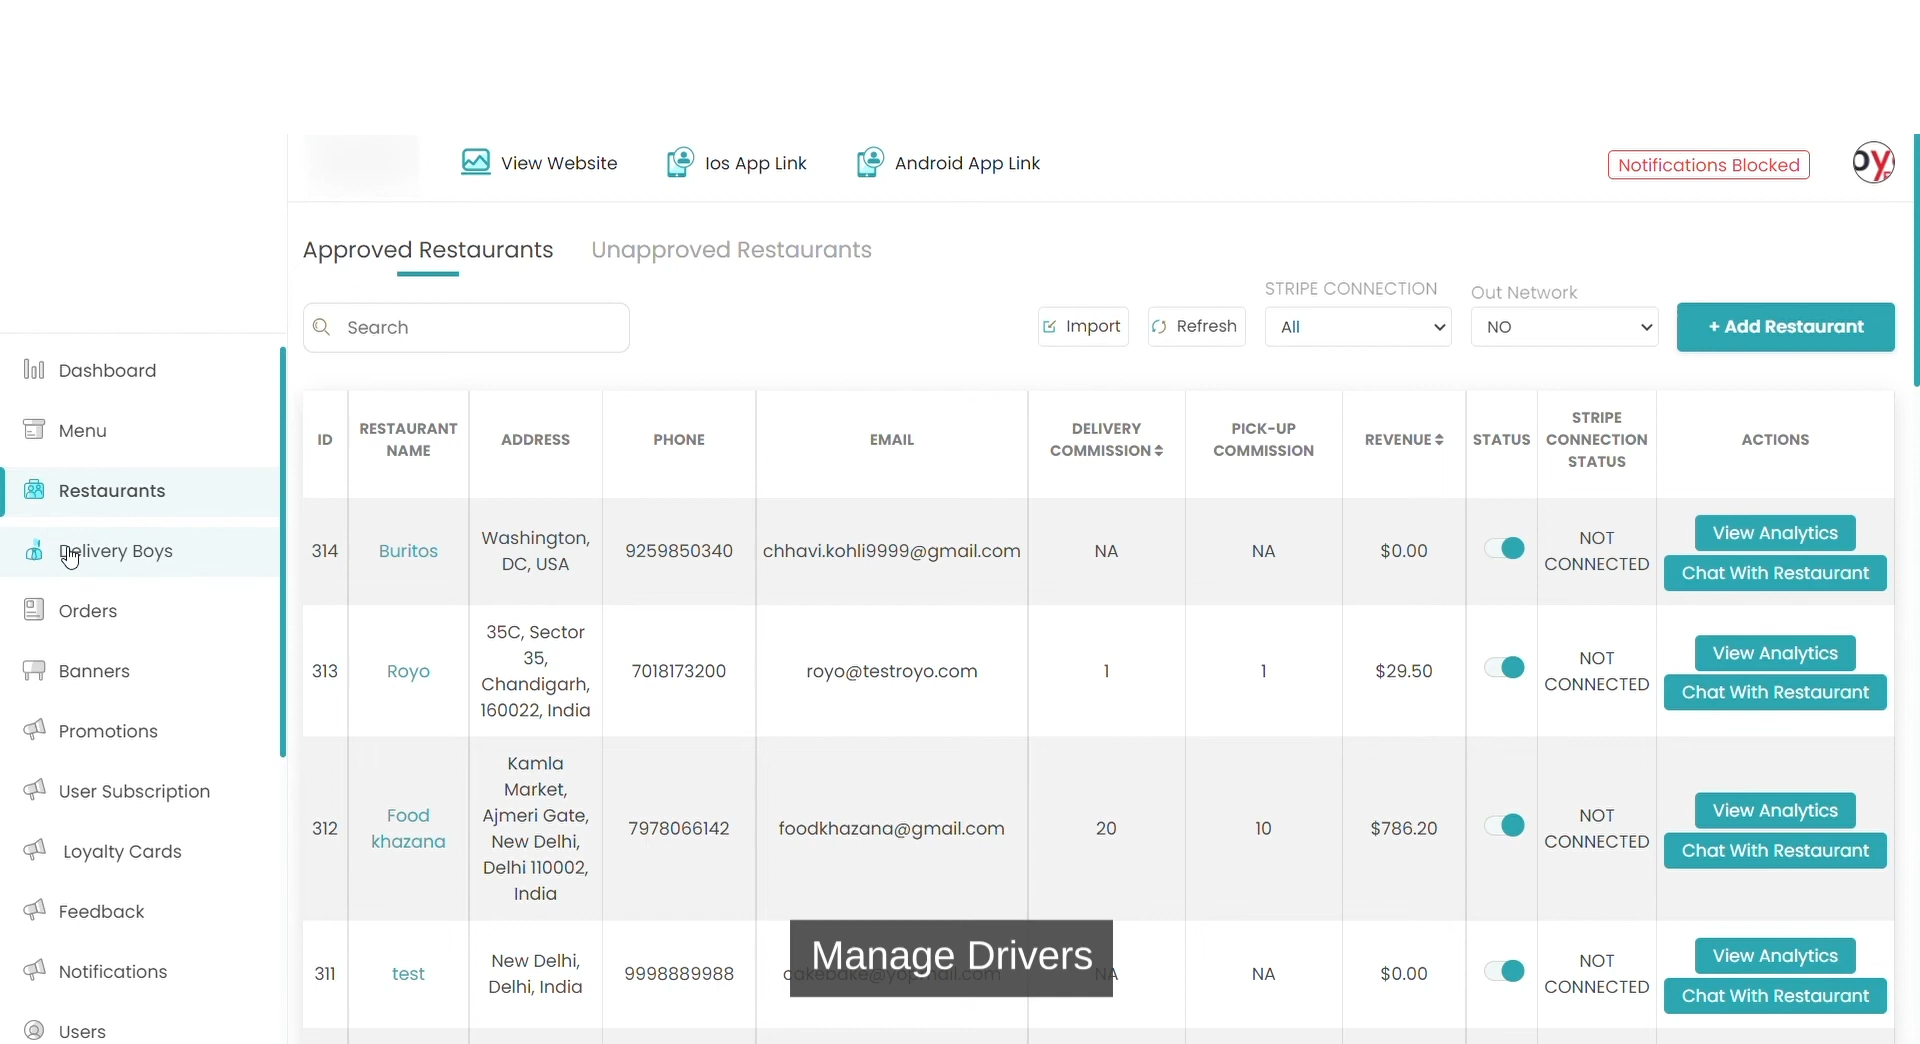 View Website
Ios App Link
Android App Link
Notifications Blocked
Approved Restaurants
Unapproved Restaurants
Search
Import
Refresh
STRIPE CONNECTION
All
Out Network
NO
+ Add Restaurant
Dashboard
Menu
Restaurants
Delivery Boys
Orders
Banners
Promotions
User Subscription
Loyalty Cards
Feedback
Notifications
Users
ID
RESTAURANT
NAME
ADDRESS
PHONE
EMAIL
DELIVERY
COMMISSION
PICK-UP
COMMISSION
REVENUE
STATUS
STRIPE
CONNECTION
STATUS
ACTIONS
314
Buritos
Washington,
DC, USA
9259850340
chhavi.kohli9999@gmail.com
NA
NA
$0.00
NOT
CONNECTED
View Analytics
Chat With Restaurant
313
Royo
35C, Sector
35,
Chandigarh,
160022, India
7018173200
royo@testroyo.com
1
1
$29.50
NOT
CONNECTED
View Analytics
Chat With Restaurant
312
Food
khazana
Kamla
Market,
Ajmeri Gate,
New Delhi,
Delhi 110002,
India
7978066142
foodkhazana@gmail.com
20
10
$786.20
NOT
CONNECTED
View Analytics
Chat With Restaurant
311
test
New Delhi,
Delhi, India
9998889988
NA
NA
$0.00
NOT
CONNECTED
View Analytics
Chat With Restaurant
Manage Drivers